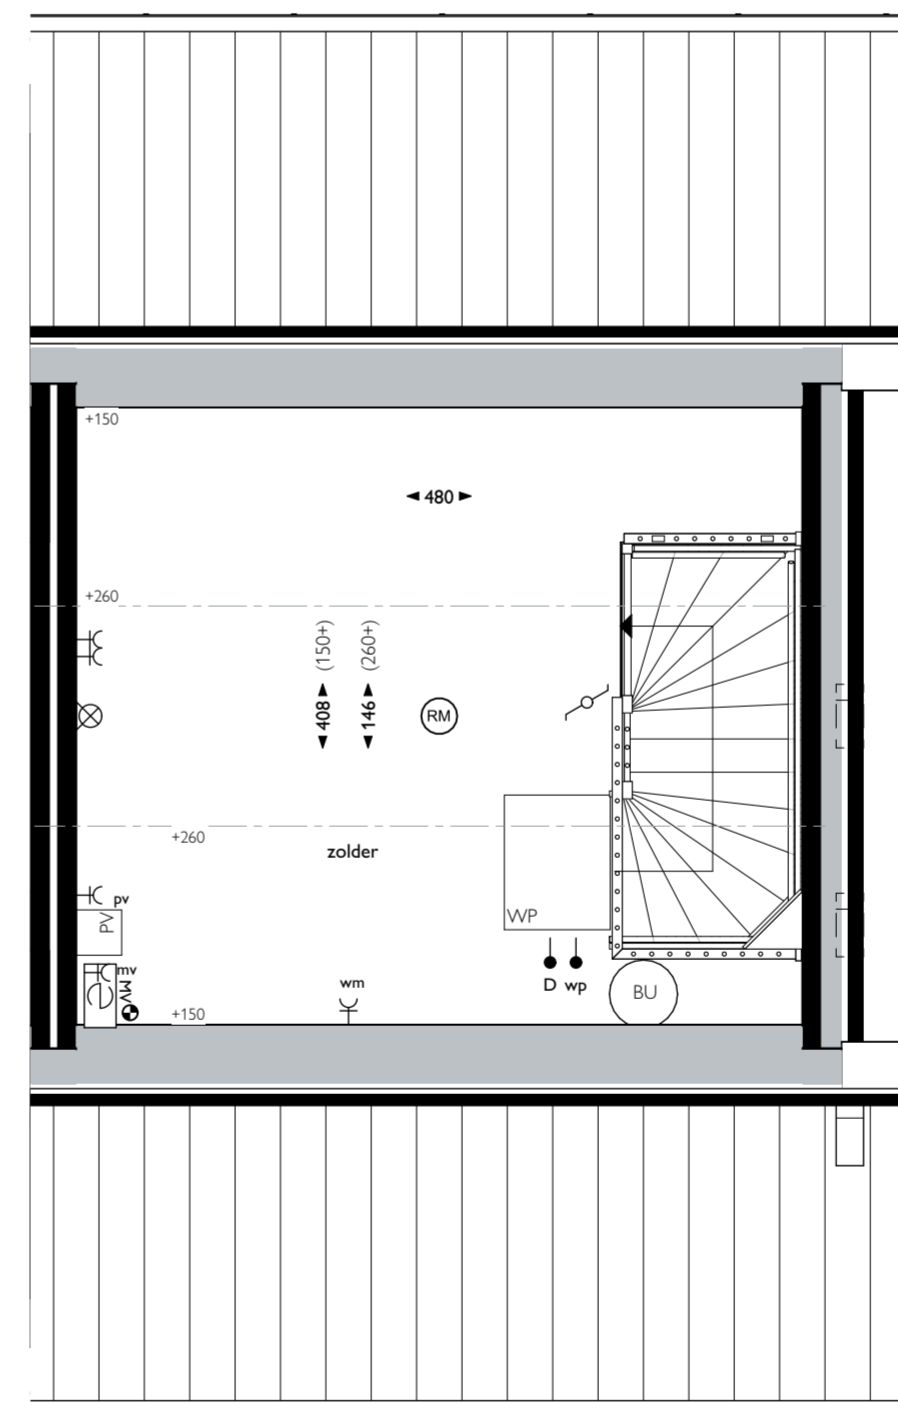 +150
480
+260
408 (150+)
146 (260+)
RM
+260
zolder
pv
PV
WP
mv
MV
D wp
wm
BU
+150